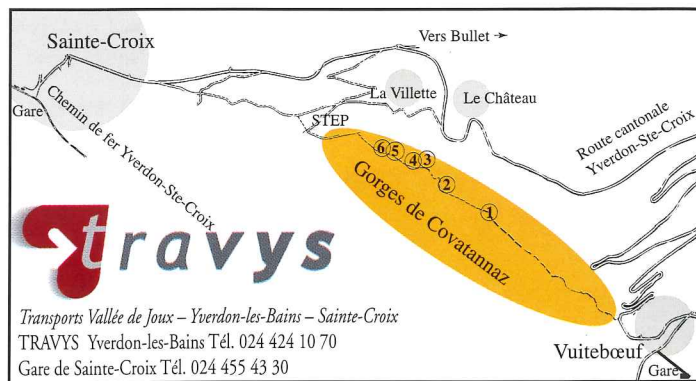 Sainte-Croix
Vers Bullet →
Gare
Chemin de fer Yverdon-Ste-Croix
La Villette
Le Château
STEP
Route cantonale
Yverdon-Ste-Croix
6 5 4 3
2
1
Gorges de Covatannaz
travys
Transports Vallée de Joux – Yverdon-les-Bains – Sainte-Croix
TRAVYS Yverdon-les-Bains Tél. 024 424 10 70
Gare de Sainte-Croix Tél. 024 455 43 30
Vuitebœuf
Gare